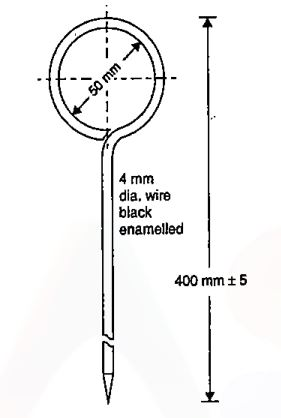 50 mm
4 mm
dia. wire
black
enamelled
400 mm ± 5